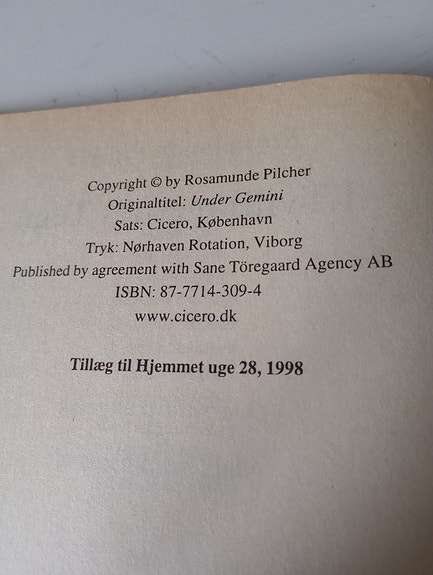 Copyright © by Rosamunde Pilcher
Originaltitel: Under Gemini
Sats: Cicero, København
Tryk: Nørhaven Rotation, Viborg
Published by agreement with Sane Töregaard Agency AB
ISBN: 87-7714-309-4
www.cicero.dk
Tillæg til Hjemmet uge 28, 1998